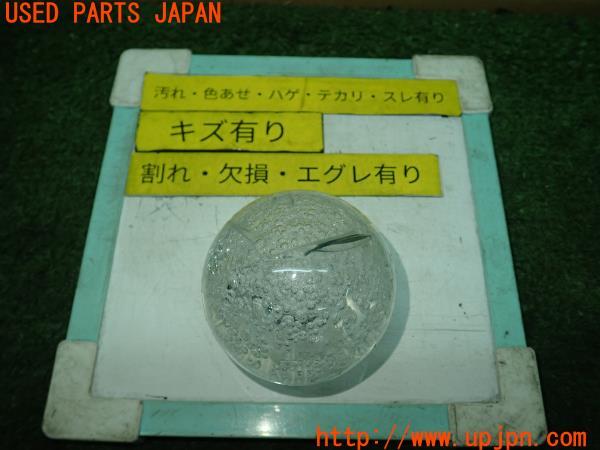 USED PARTS JAPAN
汚れ・色あせ・ハゲ・テカリ・スレ有り
キズ有り
割れ・欠損・エグレ有り
http://www.upjpn.com